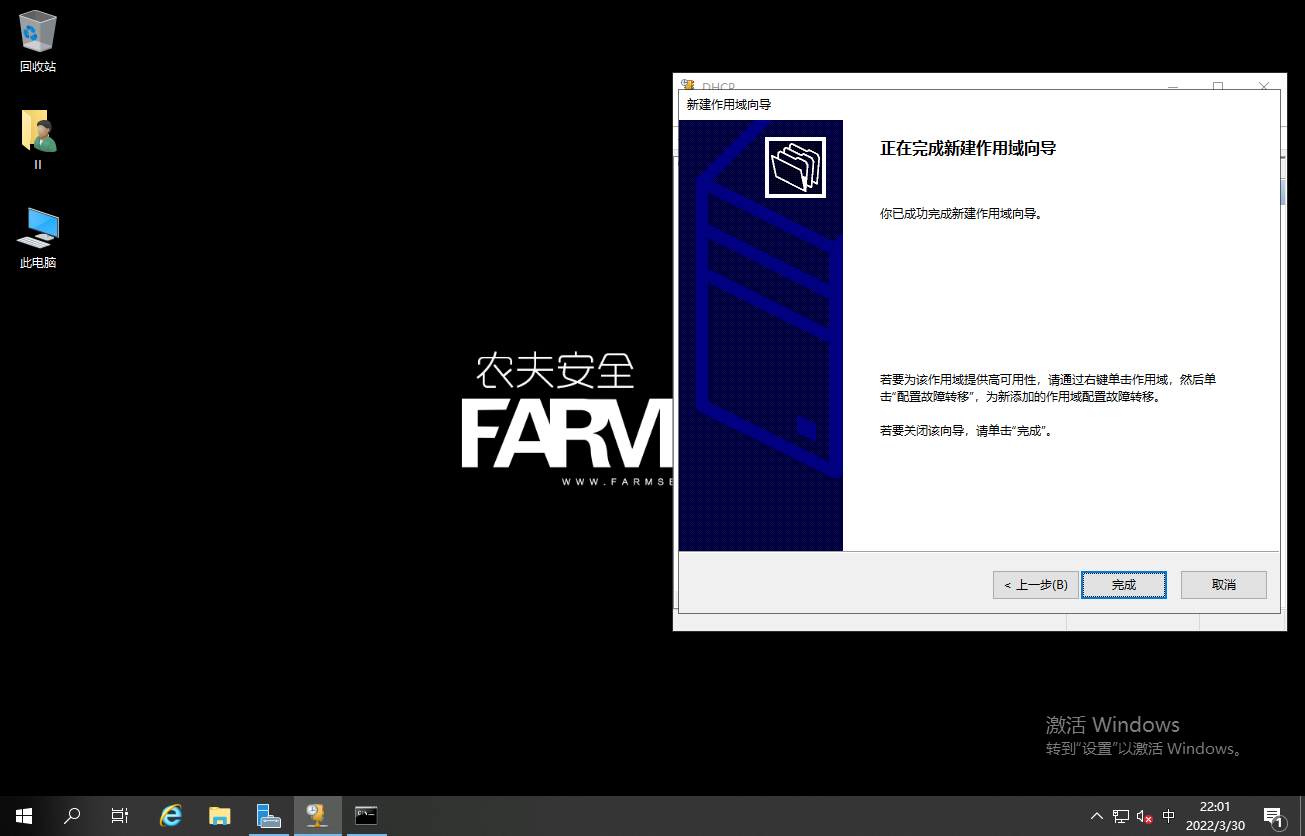 回收站
II
此电脑
农夫安全
FARM
WWW.FARMSE
DHCP
新建作用域向导
正在完成新建作用域向导
你已成功完成新建作用域向导。
若要为该作用域提供高可用性，请通过右键单击作用域，然后单
击“配置故障转移”，为新添加的作用域配置故障转移。
若要关闭该向导，请单击“完成”。
< 上一步(B)
完成
取消
激活 Windows
转到“设置”以激活 Windows。
中
22:01
2022/3/30
1